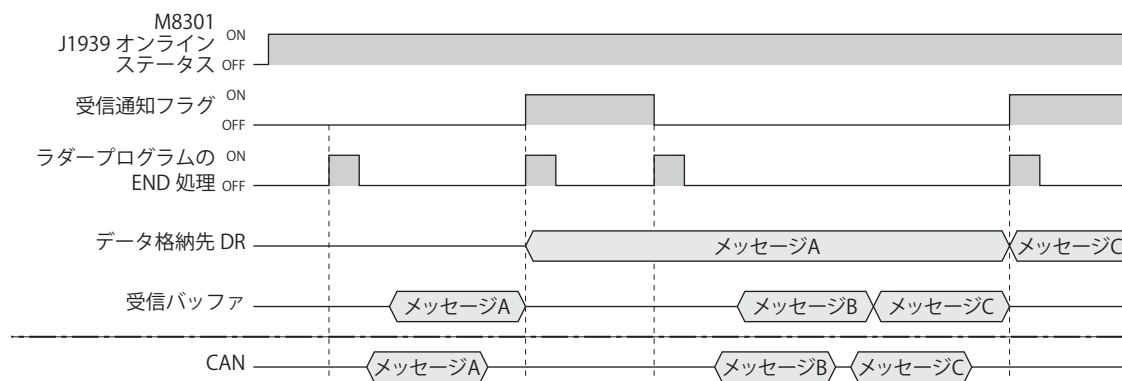 M8301
J1939 オンライン
ステータス
ON
OFF
受信通知フラグ
ON
OFF
ラダープログラムの
END 処理
ON
OFF
データ格納先 DR
メッセージA
メッセージC
受信バッファ
メッセージA
メッセージB
メッセージC
CAN
メッセージA
メッセージB
メッセージC